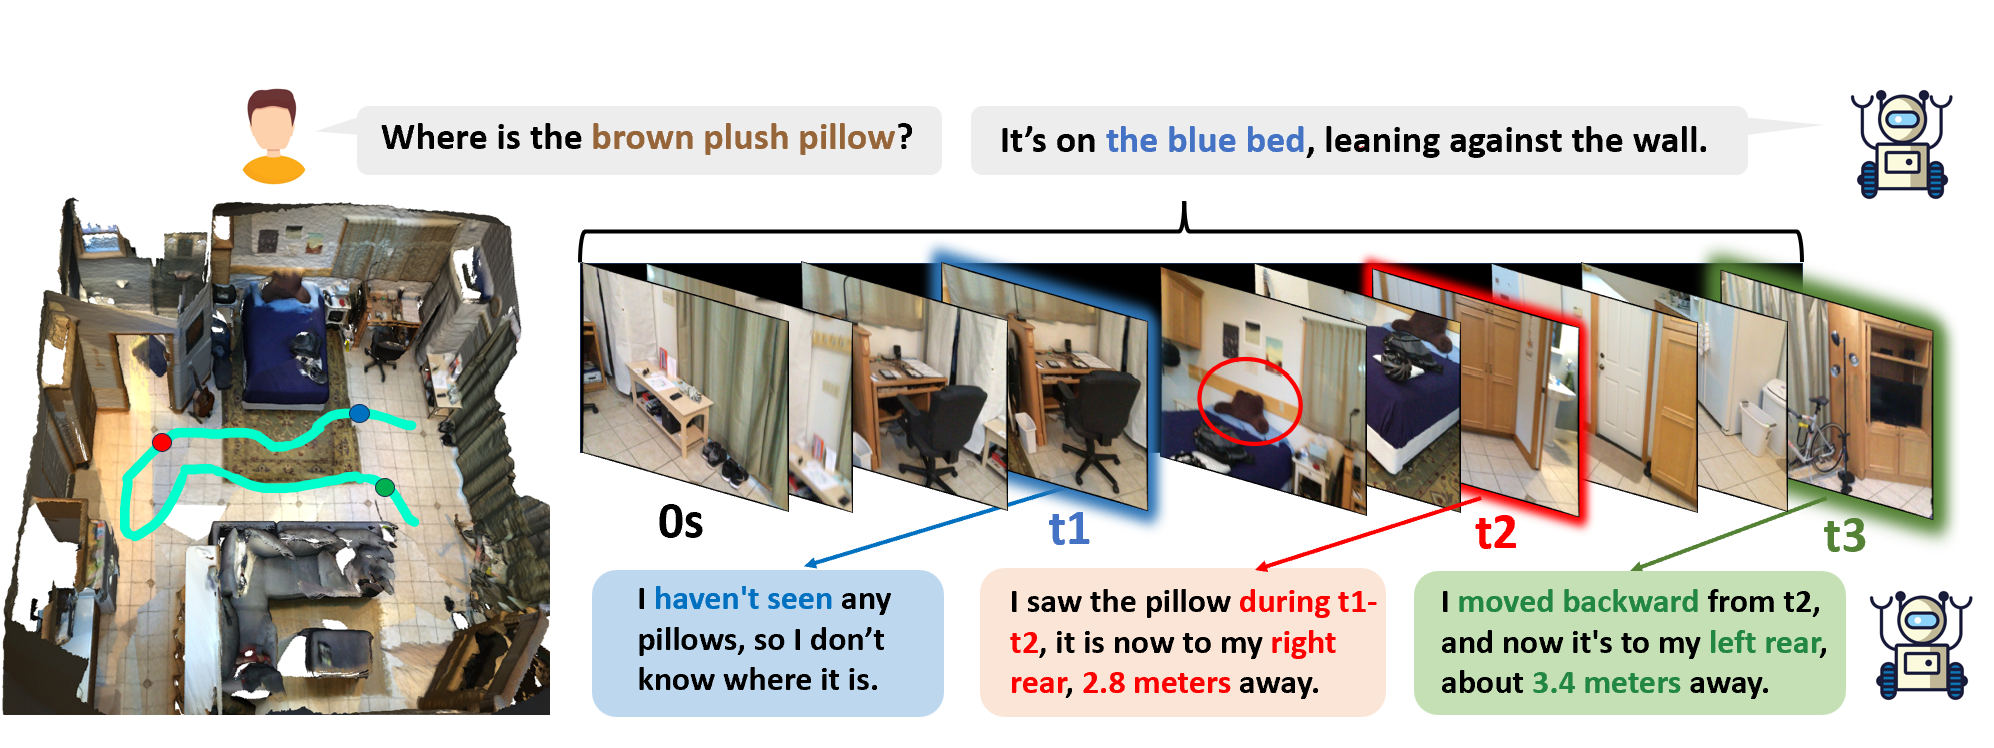 Where is the brown plush pillow?
It's on the blue bed, leaning against the wall.
0s
t1
t2
t3
I haven't seen any
pillows, so I don't
know where it is.
I saw the pillow during t1-
t2, it is now to my right
rear, 2.8 meters away.
I moved backward from t2,
and now it's to my left rear,
about 3.4 meters away.